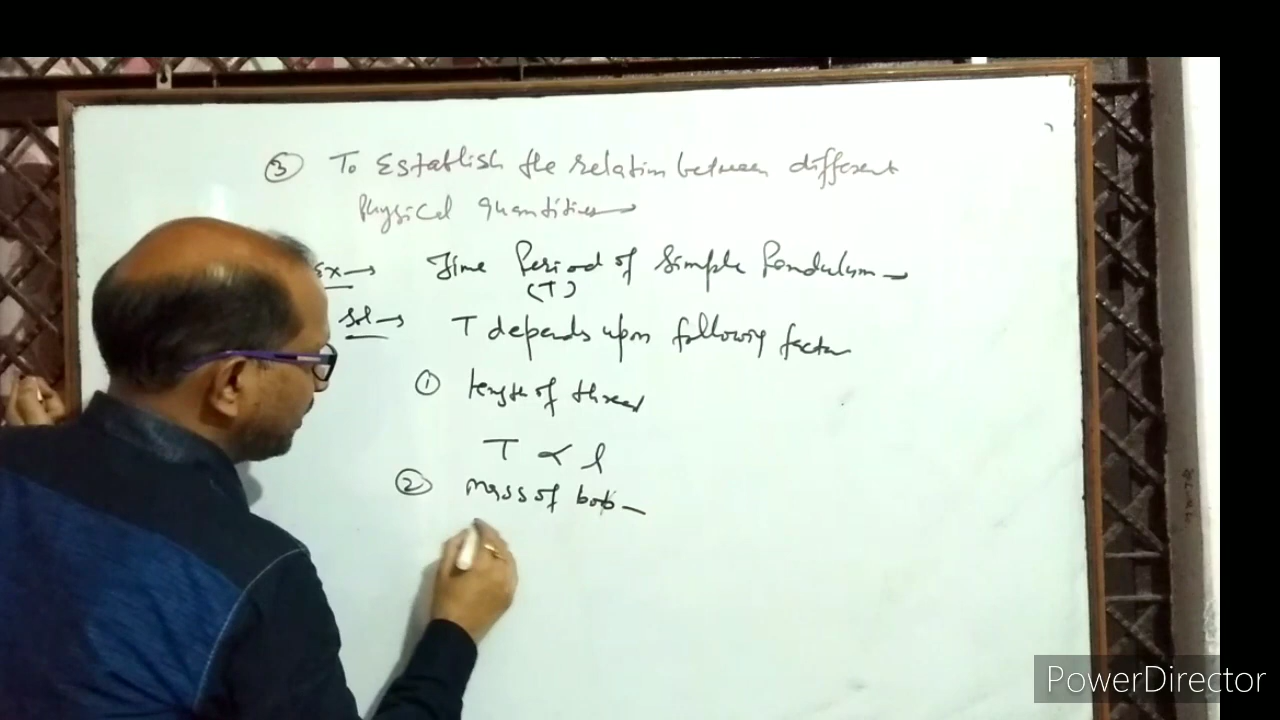 ③ To Establish the relation between different
Physical quantities
Ex → Time Period of Simple Pendulum
(T)
Sol → T depends upon following factor
① length of thread
T ∝ l
② Mass of bob
PowerDirector